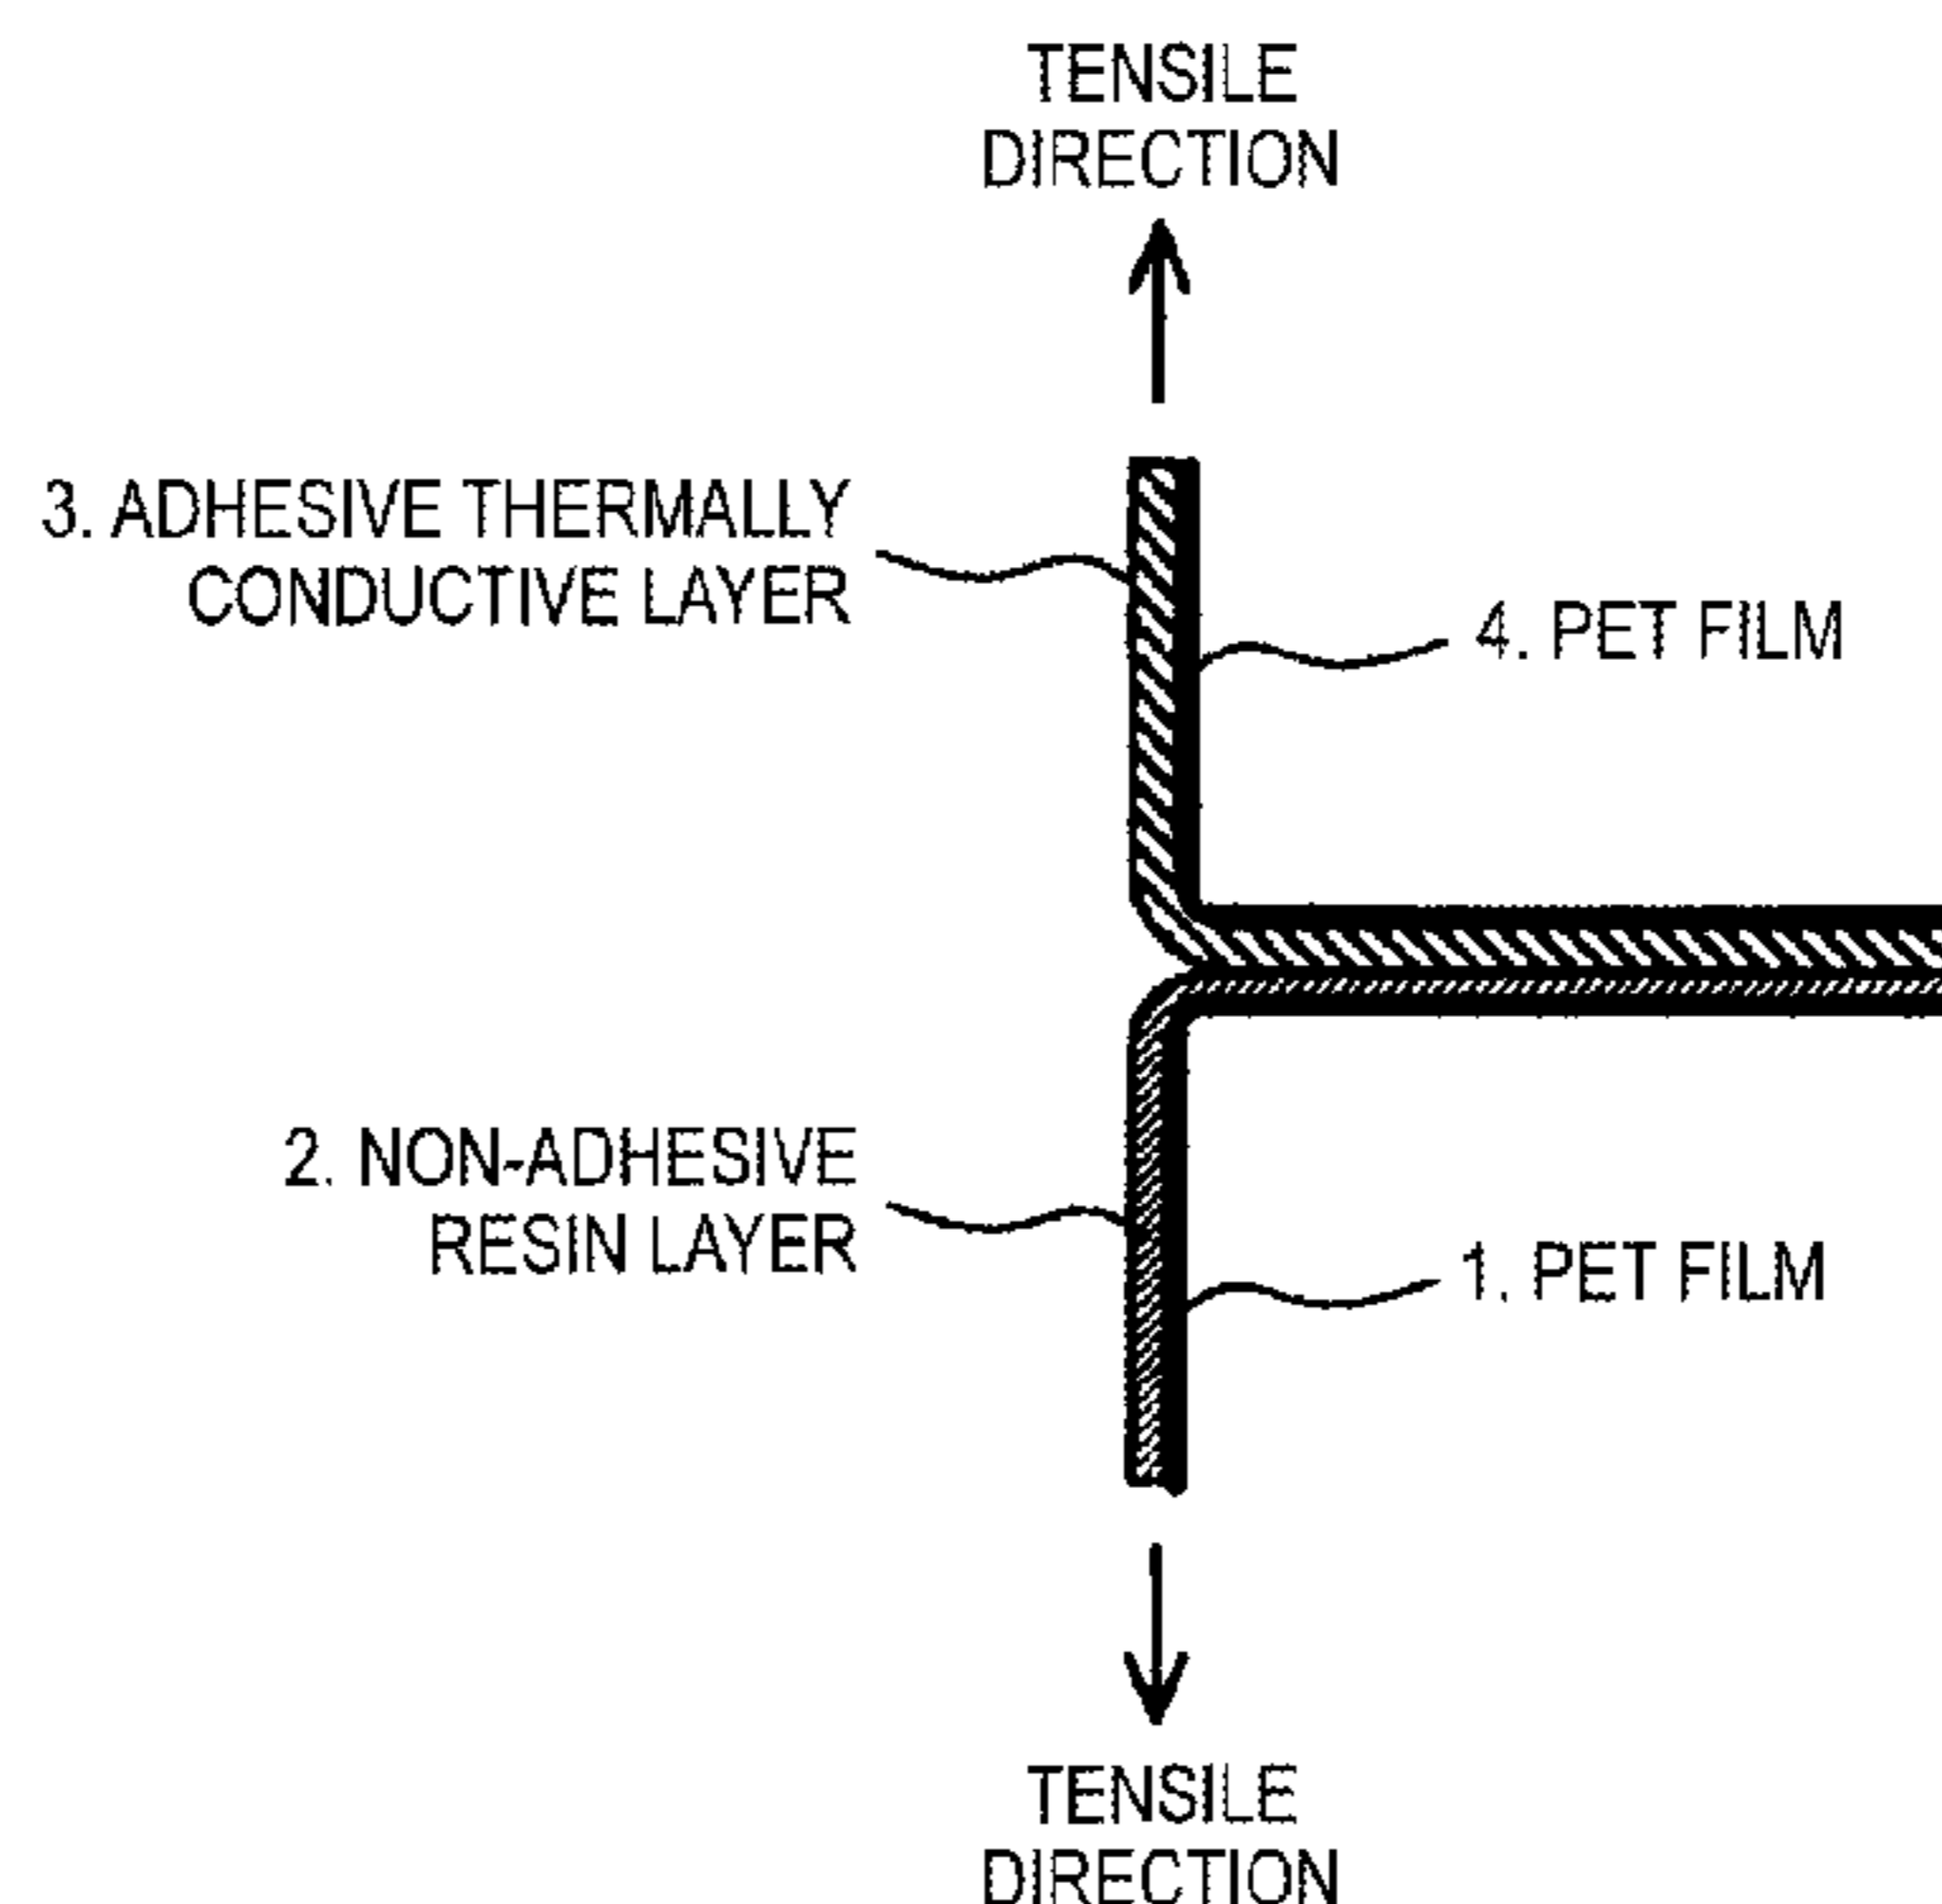 TENSILE
DIRECTION
3. ADHESIVE THERMALLY
CONDUCTIVE LAYER
4. PET FILM
2. NON-ADHESIVE
RESIN LAYER
1. PET FILM
TENSILE
DIRECTION